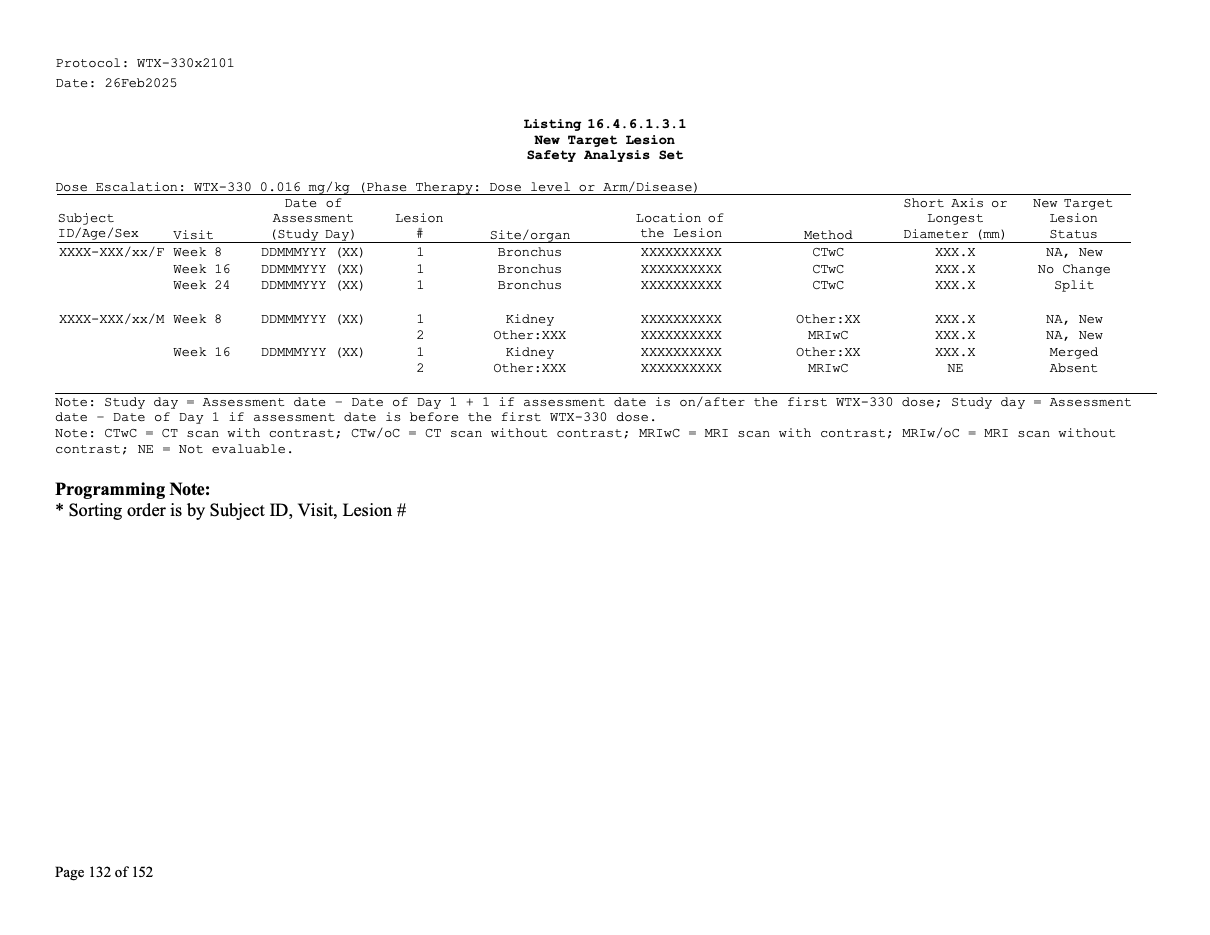 Protocol: WTX-330x2101
Date: 26Feb2025
Listing 16.4.6.1.3.1
New Target Lesion
Safety Analysis Set
Dose Escalation: WTX-330 0.016 mg/kg (Phase Therapy: Dose level or Arm/Disease)
Date of Short Axis or New Target
Subject Assessment Lesion Location of Longest Lesion
ID/Age/Sex Visit (Study Day) # Site/organ the Lesion Method Diameter (mm) Status
XXXX-XXX/xx/F Week 8 DDMMMYYY (XX) 1 Bronchus XXXXXXXXXX CTwC XXX.X NA, New
Week 16 DDMMMYYY (XX) 1 Bronchus XXXXXXXXXX CTwC XXX.X No Change
Week 24 DDMMMYYY (XX) 1 Bronchus XXXXXXXXXX CTwC XXX.X Split
XXXX-XXX/xx/M Week 8 DDMMMYYY (XX) 1 Kidney XXXXXXXXXX Other:XX XXX.X NA, New
2 Other:XXX XXXXXXXXXX MRIwC XXX.X NA, New
Week 16 DDMMMYYY (XX) 1 Kidney XXXXXXXXXX Other:XX XXX.X Merged
2 Other:XXX XXXXXXXXXX MRIwC NE Absent
Note: Study day = Assessment date – Date of Day 1 + 1 if assessment date is on/after the first WTX-330 dose; Study day = Assessment
date – Date of Day 1 if assessment date is before the first WTX-330 dose.
Note: CTwC = CT scan with contrast; CTw/oC = CT scan without contrast; MRIwC = MRI scan with contrast; MRIw/oC = MRI scan without
contrast; NE = Not evaluable.
Programming Note:
* Sorting order is by Subject ID, Visit, Lesion #
Page 132 of 152